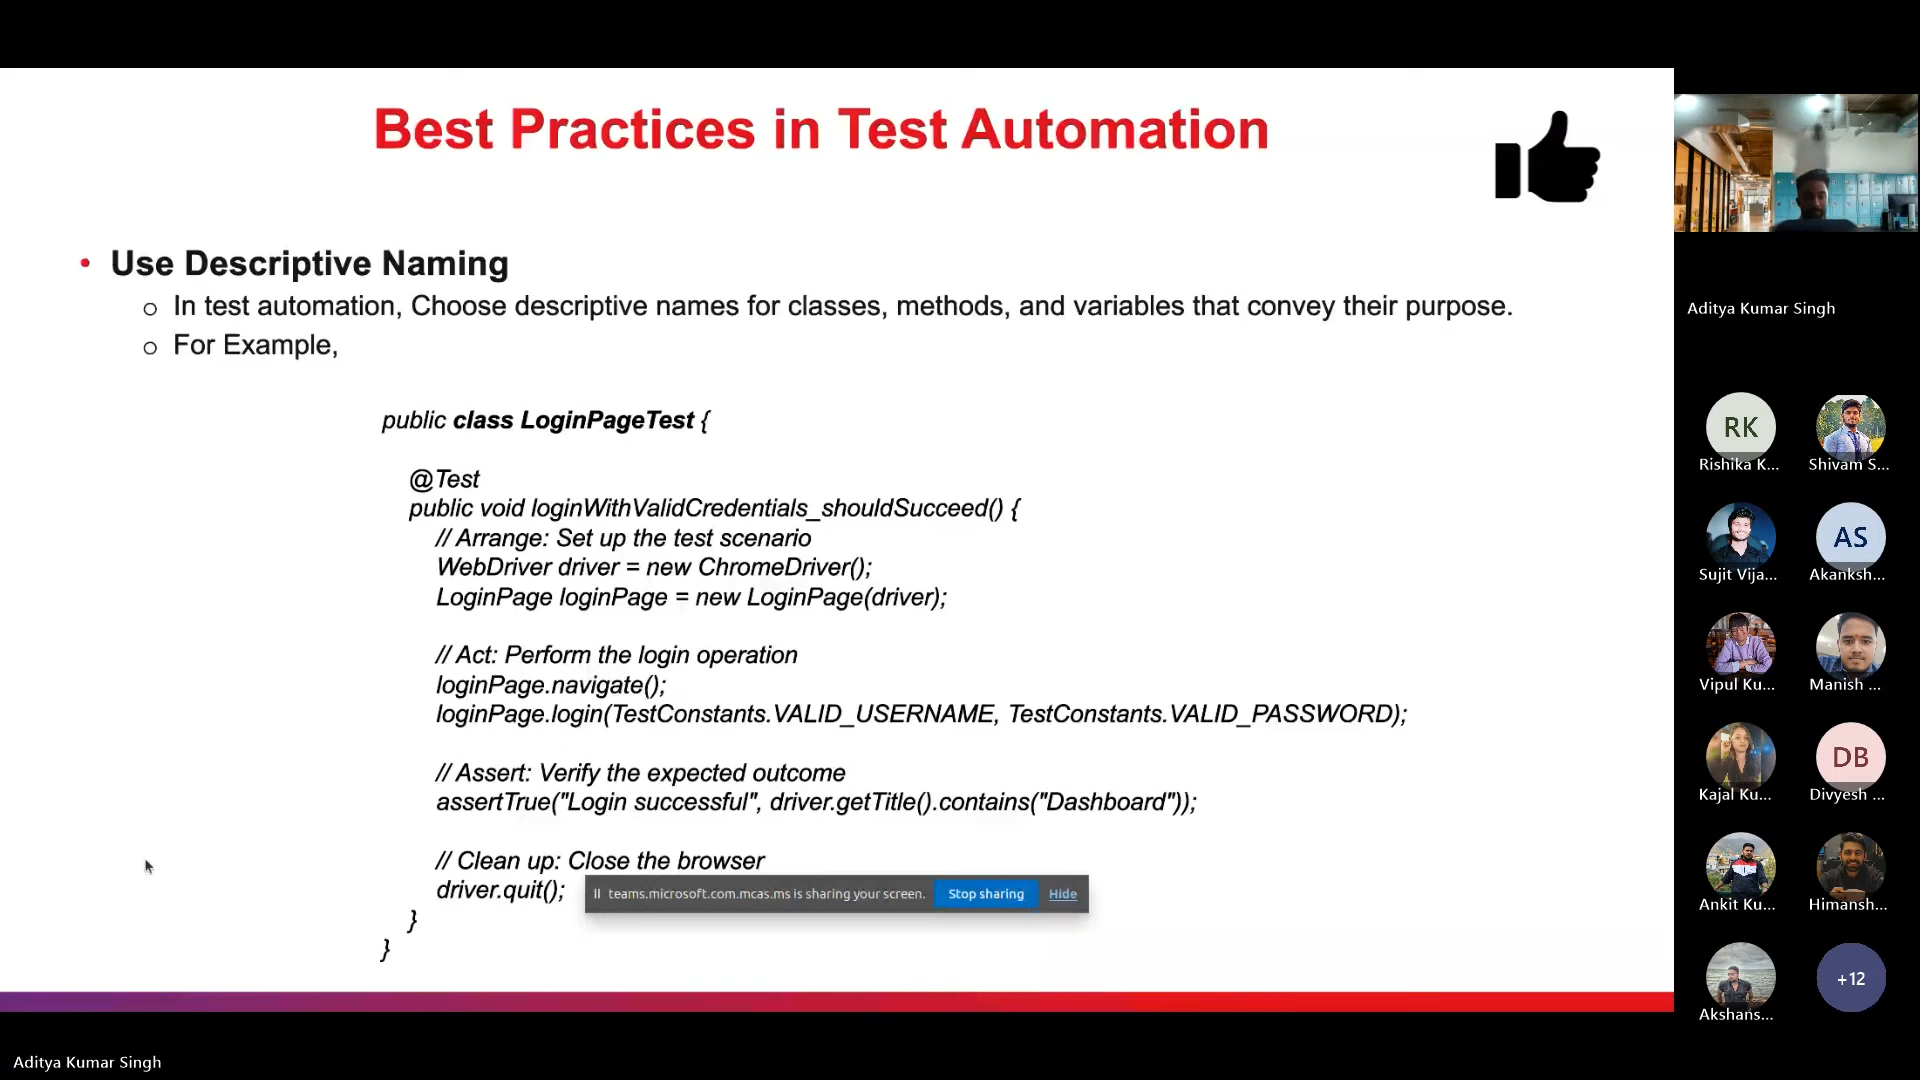 Best Practices in Test Automation
• Use Descriptive Naming
o In test automation, Choose descriptive names for classes, methods, and variables that convey their purpose.
o For Example,
public class LoginPageTest {
@Test
public void loginWithValidCredentials_shouldSucceed() {
// Arrange: Set up the test scenario
WebDriver driver = new ChromeDriver();
LoginPage loginPage = new LoginPage(driver);
// Act: Perform the login operation
loginPage.navigate();
loginPage.login(TestConstants.VALID_USERNAME, TestConstants.VALID_PASSWORD);
// Assert: Verify the expected outcome
assertTrue("Login successful", driver.getTitle().contains("Dashboard"));
// Clean up: Close the browser
driver.quit();
}
}
teams.microsoft.com.mcas.ms is sharing your screen. Stop sharing Hide
Aditya Kumar Singh
RK
Rishika K... Shivam S...
AS
Sujit Vija... Akanksh...
Vipul Ku... Manish ...
DB
Kajal Ku... Divyesh ...
Ankit Ku... Himansh...
+12
Akshans...
Aditya Kumar Singh